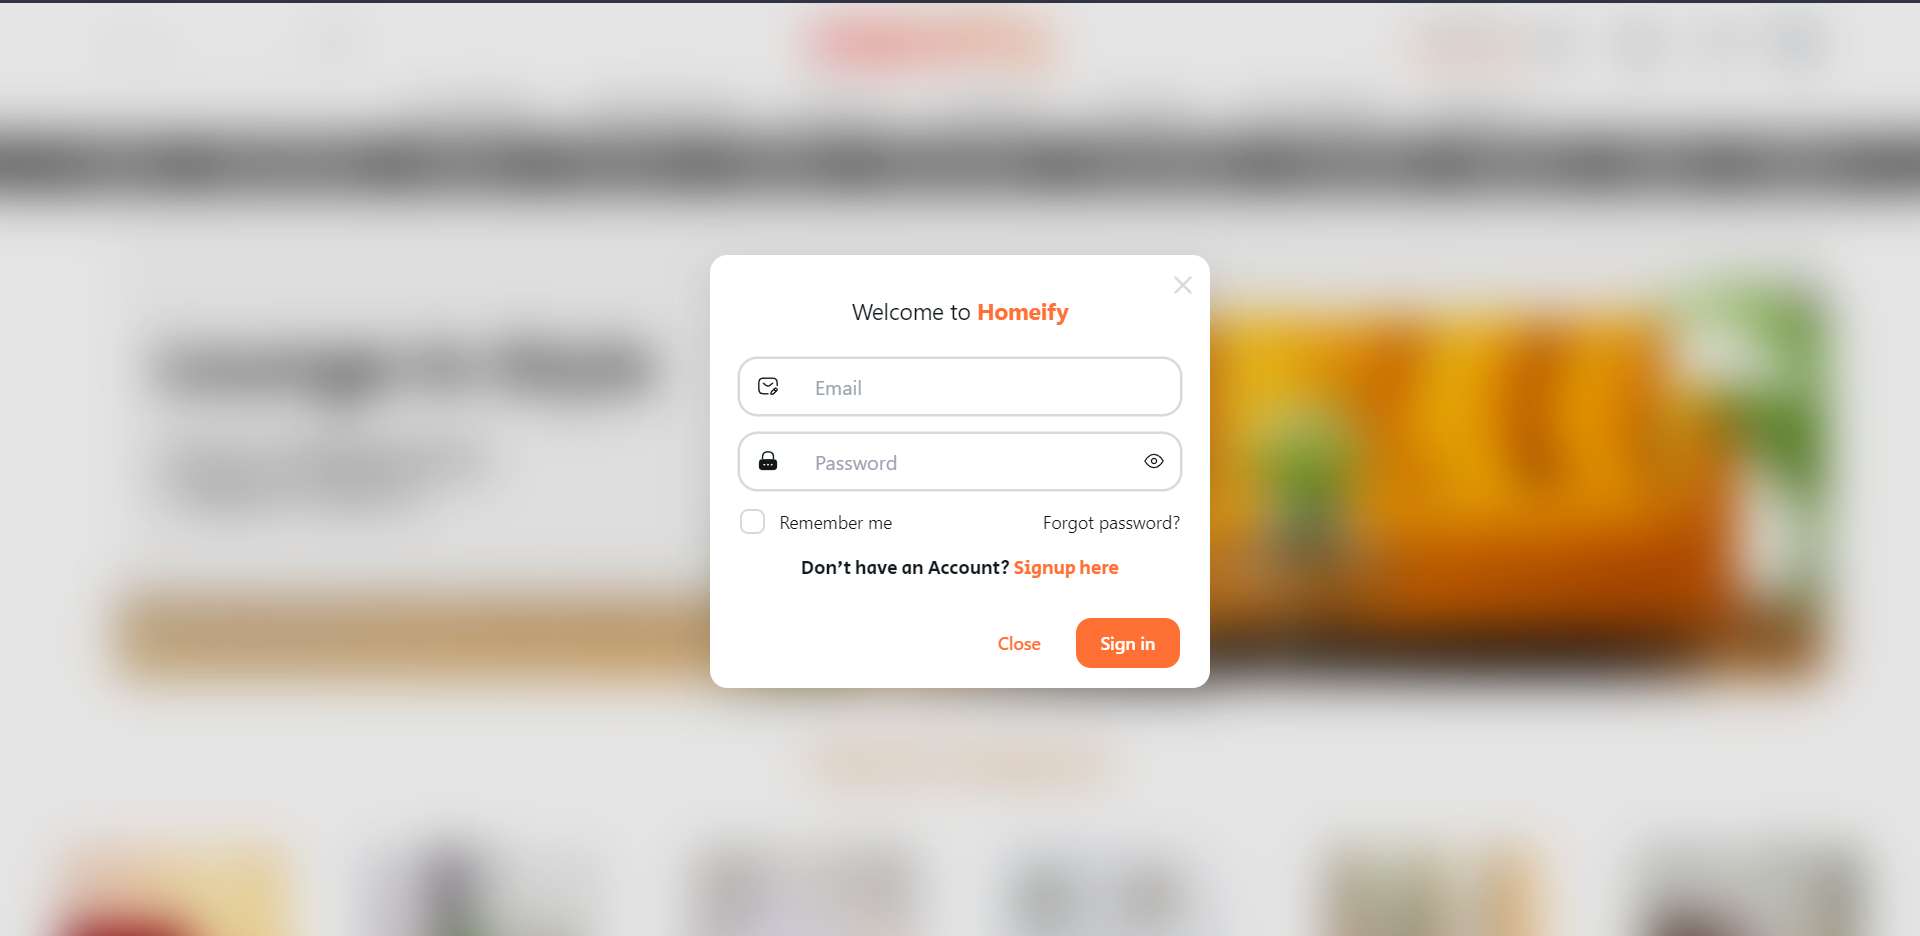 Welcome to Homeify
Email
Password
Remember me
Forgot password?
Don't have an Account? Signup here
Close
Sign in